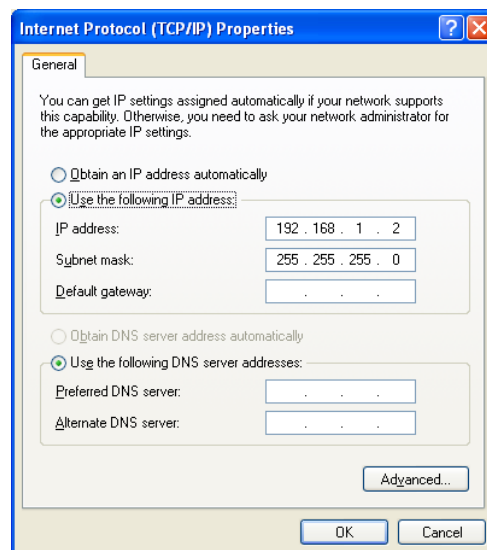 Internet Protocol (TCP/IP) Properties
General
You can get IP settings assigned automatically if your network supports
this capability. Otherwise, you need to ask your network administrator for
the appropriate IP settings.
Obtain an IP address automatically
Use the following IP address:
IP address: 192 . 168 . 1 . 2
Subnet mask: 255 . 255 . 255 . 0
Default gateway: . . .
Obtain DNS server address automatically
Use the following DNS server addresses:
Preferred DNS server: . . .
Alternate DNS server: . . .
Advanced...
OK Cancel